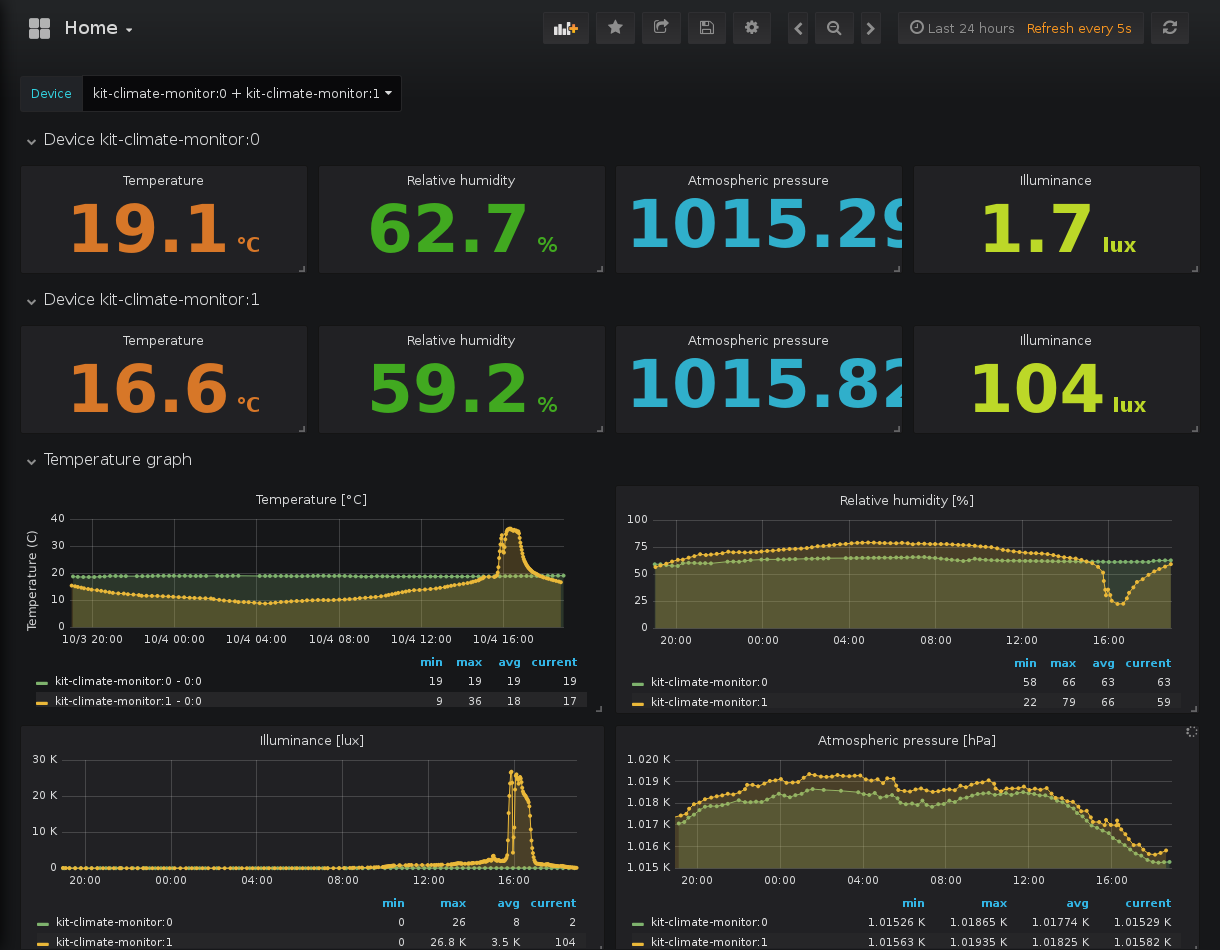 Home
Last 24 hours Refresh every 5s
Device kit-climate-monitor:0 + kit-climate-monitor:1
Device kit-climate-monitor:0
Temperature Relative humidity Atmospheric pressure Illuminance
19.1 °C 62.7 % 1015.29 1.7 lux
Device kit-climate-monitor:1
Temperature Relative humidity Atmospheric pressure Illuminance
16.6 °C 59.2 % 1015.82 104 lux
Temperature graph
Temperature [°C]
Temperature (C)
40
30
20
10
0
10/3 20:00 10/4 00:00 10/4 04:00 10/4 08:00 10/4 12:00 10/4 16:00
min max avg current
kit-climate-monitor:0 - 0:0 19 19 19 19
kit-climate-monitor:1 - 0:0 9 36 18 17
Relative humidity [%]
100
75
50
25
0
20:00 00:00 04:00 08:00 12:00 16:00
min max avg current
kit-climate-monitor:0 58 66 63 63
kit-climate-monitor:1 22 79 66 59
Illuminance [lux]
30 K
20 K
10 K
0
20:00 00:00 04:00 08:00 12:00 16:00
min max avg current
kit-climate-monitor:0 0 26 8 2
kit-climate-monitor:1 0 26.8 K 3.5 K 104
Atmospheric pressure [hPa]
1.020 K
1.019 K
1.018 K
1.017 K
1.016 K
1.015 K
20:00 00:00 04:00 08:00 12:00 16:00
min max avg current
kit-climate-monitor:0 1.01526 K 1.01865 K 1.01774 K 1.01529 K
kit-climate-monitor:1 1.01563 K 1.01935 K 1.01825 K 1.01582 K